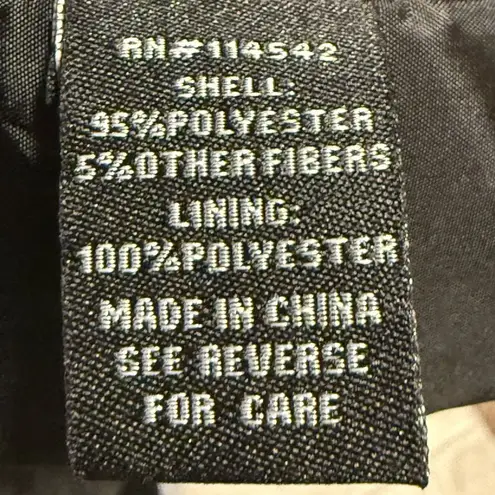 RN#114542
SHELL:
95%POLYESTER
5%OTHER FIBERS
LINING:
100%POLYESTER
MADE IN CHINA
SEE REVERSE
FOR CARE